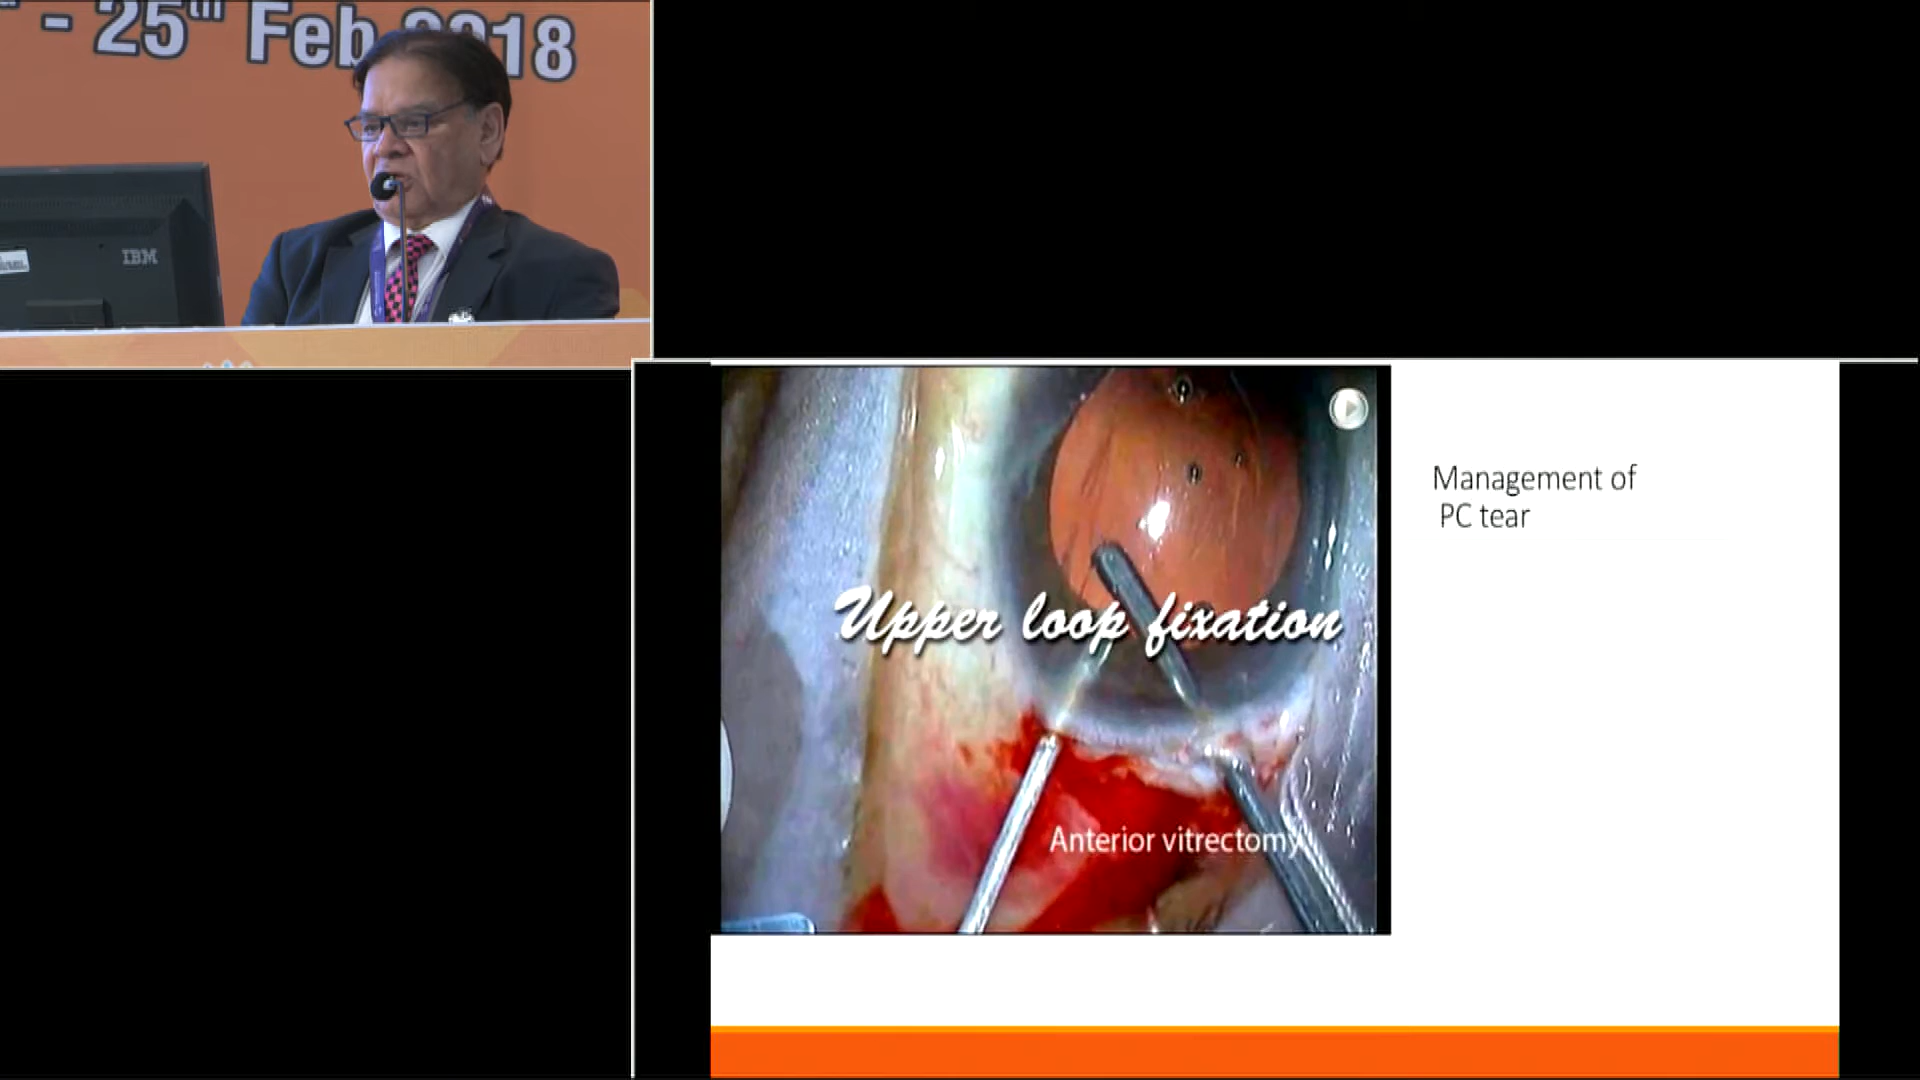 - 25th Feb 2018
IBM
Upper loop fixation
Anterior vitrectomy
Management of
PC tear